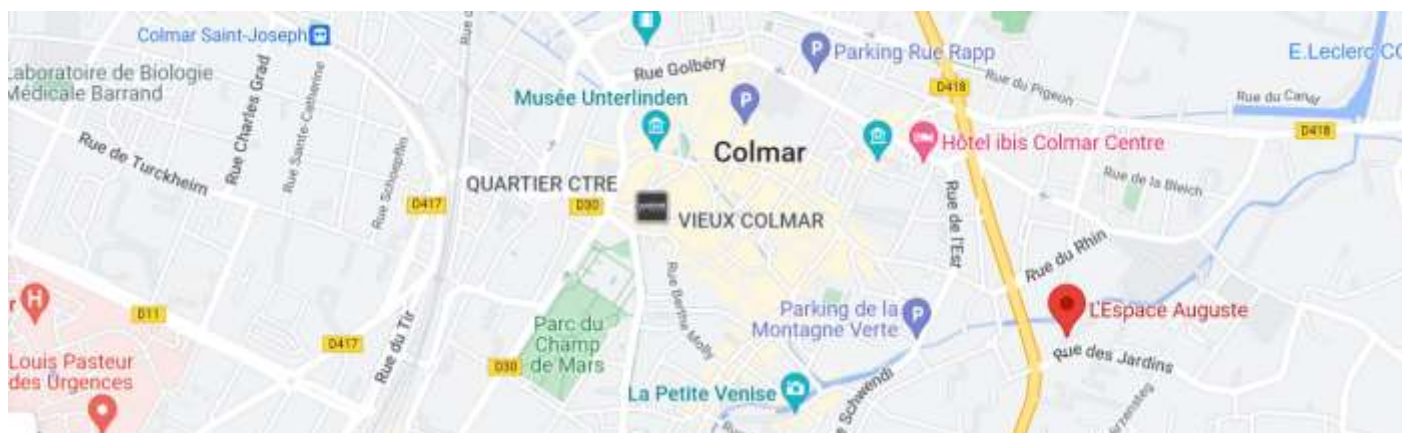 Colmar Saint-Joseph
Laboratoire de Biologie
Médicale Barrand
Rue Charles Grad
Rue Sainte-Catherine
Rue Schoepflin
Rue de Turckheim
D417
Rue Golbéry
Parking Rue Rapp
E.Leclerc
Rue du Pigeon
D418
Rue du Canal
D418
Musée Unterlinden
Colmar
Hôtel ibis Colmar Centre
Rue de la Bleich
QUARTIER CTRE
D30
VIEUX COLMAR
Rue de l'Est
Rue du Rhin
Rue Berthe Molly
Parking de la
Montagne Verte
L'Espace Auguste
Rue des Jardins
D11
D417
Rue du Tir
D30
Parc du
Champ
de Mars
Louis Pasteur
des Urgences
La Petite Venise
Schwendi